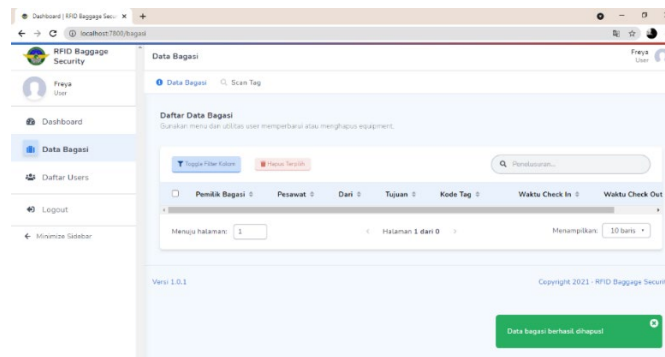 Dashboard | RFID Baggage Secu
localhost:7800/bagasi
RFID Baggage
Security
Freya
User
Dashboard
Data Bagasi
Daftar Users
Logout
Minimize Sidebar
Data Bagasi
Freya
User
Data Bagasi Scan Tag
Daftar Data Bagasi
Gunakan menu dan utilitas user memperbarui atau menghapus equipment.
Toggle Filter Kolom Hapus Terpilih Penelusuran...
Pemilik Bagasi Pesawat Dari Tujuan Kode Tag Waktu Check In Waktu Check Out
Menuju halaman: 1 Halaman 1 dari 0 Menampilkan: 10 baris
Versi 1.0.1 Copyright 2021 - RFID Baggage Securit
Data bagasi berhasil dihapus!